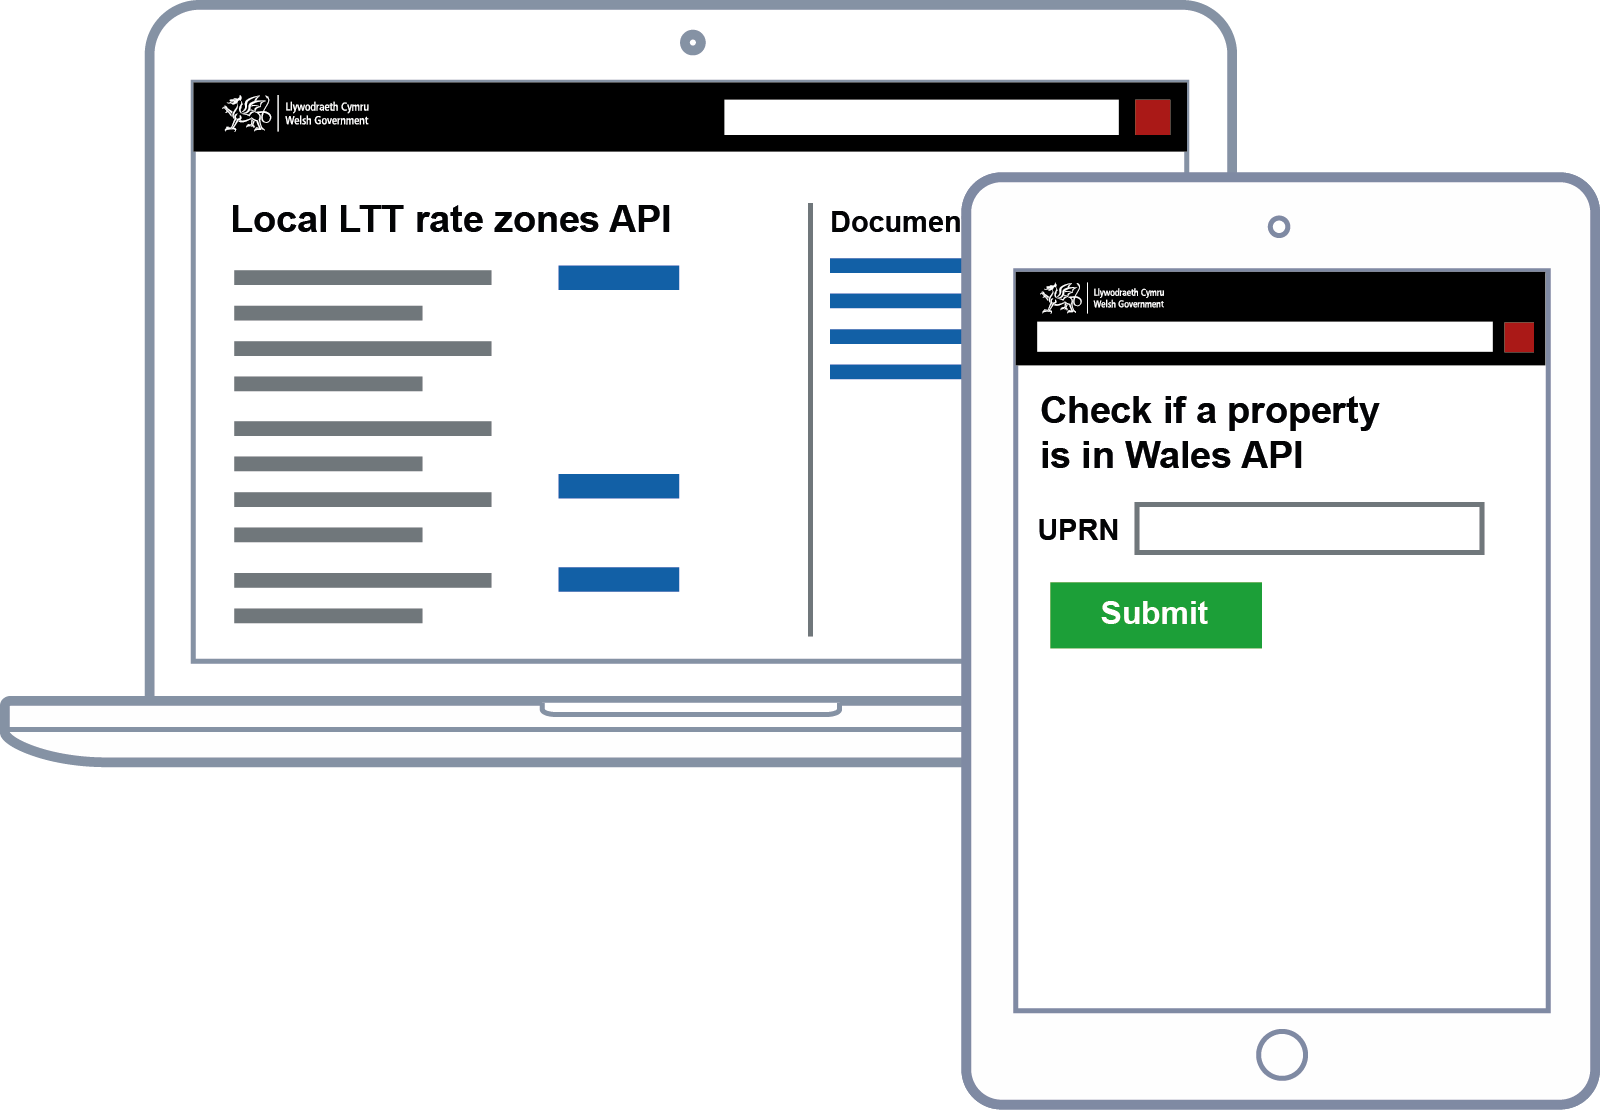 Llywodraeth Cymru
Welsh Government
Local LTT rate zones API
Documen
Llywodraeth Cymru
Welsh Government
Check if a property
is in Wales API
UPRN
Submit